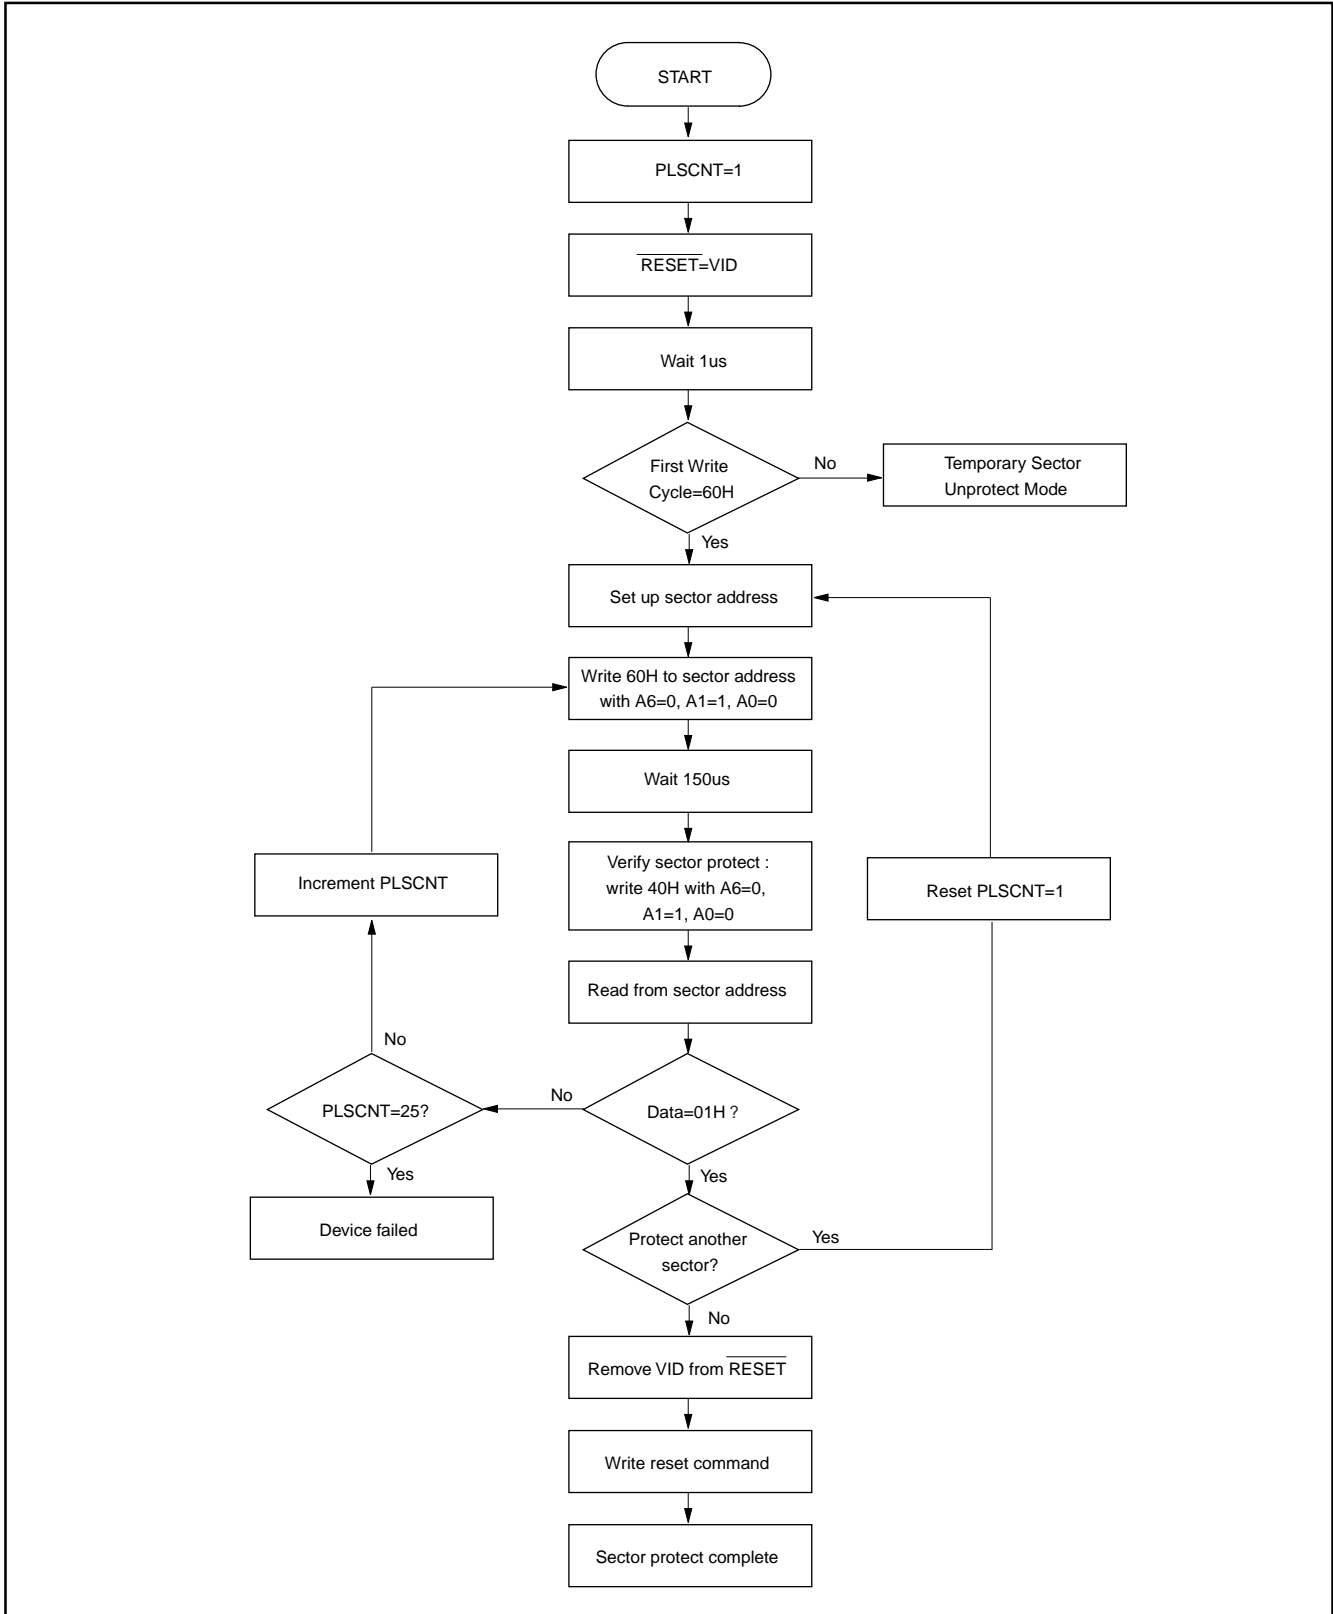 START
PLSCNT=1
RESET=VID
Wait 1us
First Write
Cycle=60H
No
Temporary Sector
Unprotect Mode
Yes
Set up sector address
Write 60H to sector address
with A6=0, A1=1, A0=0
Wait 150us
Verify sector protect :
write 40H with A6=0,
A1=1, A0=0
Increment PLSCNT
Reset PLSCNT=1
Read from sector address
No
No
PLSCNT=25?
Data=01H ?
Yes
Yes
Device failed
Protect another
sector?
Yes
No
Remove VID from RESET
Write reset command
Sector protect complete